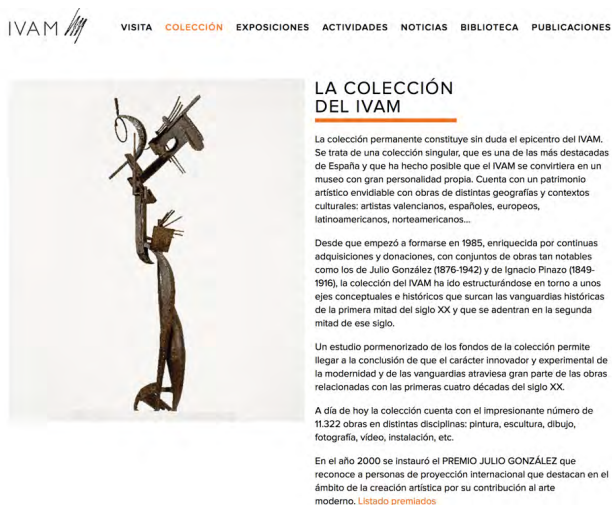 IVAM
VISITA COLECCIÓN EXPOSICIONES ACTIVIDADES NOTICIAS BIBLIOTECA PUBLICACIONES
LA COLECCIÓN
DEL IVAM
La colección permanente constituye sin duda el epicentro del IVAM.
Se trata de una colección singular, que es una de las más destacadas
de España y que ha hecho posible que el IVAM se convirtiera en un
museo con gran personalidad propia. Cuenta con un patrimonio
artístico envidiable con obras de distintas geografías y contextos
culturales: artistas valencianos, españoles, europeos,
latinoamericanos, norteamericanos...
Desde que empezó a formarse en 1985, enriquecida por continuas
adquisiciones y donaciones, con conjuntos de obras tan notables
como los de Julio González (1876-1942) y de Ignacio Pinazo (1849-
1916), la colección del IVAM ha ido estructurándose en torno a unos
ejes conceptuales e históricos que surcan las vanguardias históricas
de la primera mitad del siglo XX y que se adentran en la segunda
mitad de ese siglo.
Un estudio pormenorizado de los fondos de la colección permite
llegar a la conclusión de que el carácter innovador y experimental de
la modernidad y de las vanguardias atraviesa gran parte de las obras
relacionadas con las primeras cuatro décadas del siglo XX.
A día de hoy la colección cuenta con el impresionante número de
11.322 obras en distintas disciplinas: pintura, escultura, dibujo,
fotografía, vídeo, instalación, etc.
En el año 2000 se instauró el PREMIO JULIO GONZÁLEZ que
reconoce a personas de proyección internacional que destacan en el
ámbito de la creación artística por su contribución al arte
moderno. Listado premiados